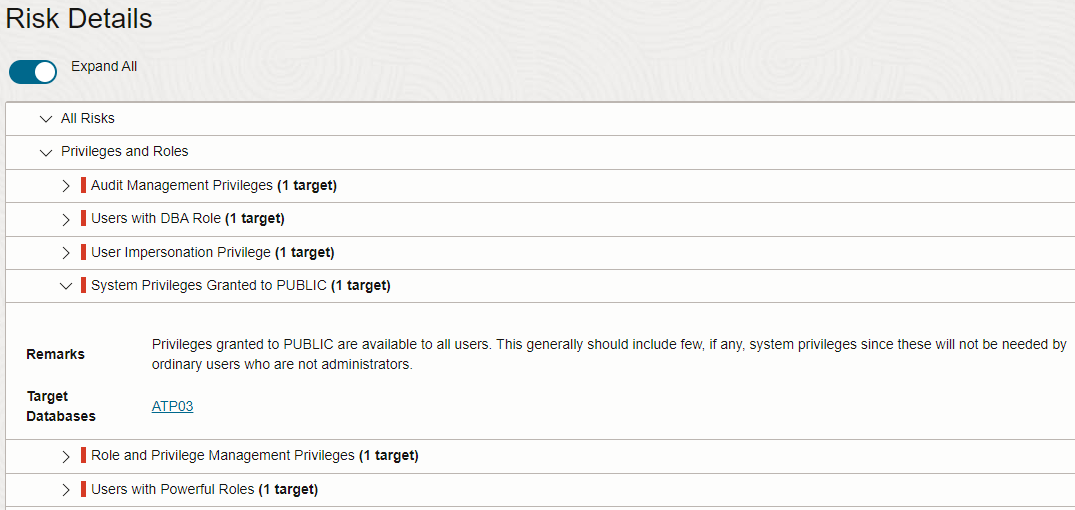 Risk Details
Expand All
All Risks
Privileges and Roles
Audit Management Privileges (1 target)
Users with DBA Role (1 target)
User Impersonation Privilege (1 target)
System Privileges Granted to PUBLIC (1 target)
Remarks
Privileges granted to PUBLIC are available to all users. This generally should include few, if any, system privileges since these will not be needed by
ordinary users who are not administrators.
Target
Databases
ATP03
Role and Privilege Management Privileges (1 target)
Users with Powerful Roles (1 target)